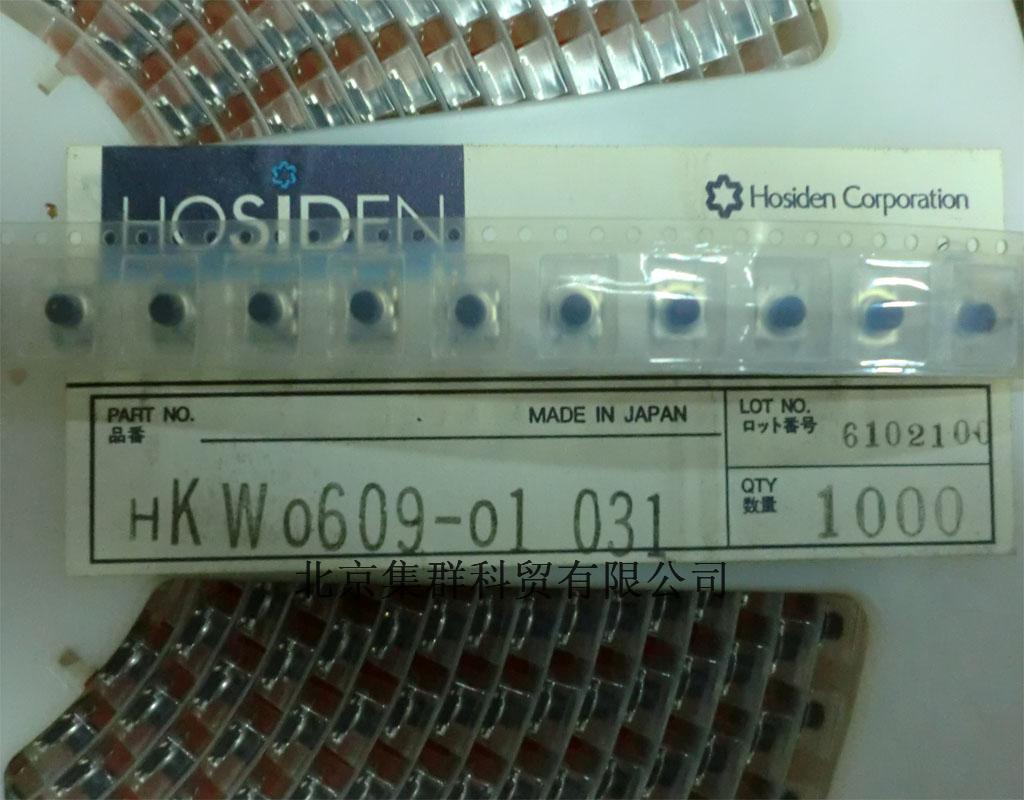 HOSiDEN
Hosiden Corporation
PART NO.
品番
MADE IN JAPAN
LOT NO.
ロット番号
HKW0609-01 031
QTY
数量
1000
北京集群科贸有限公司